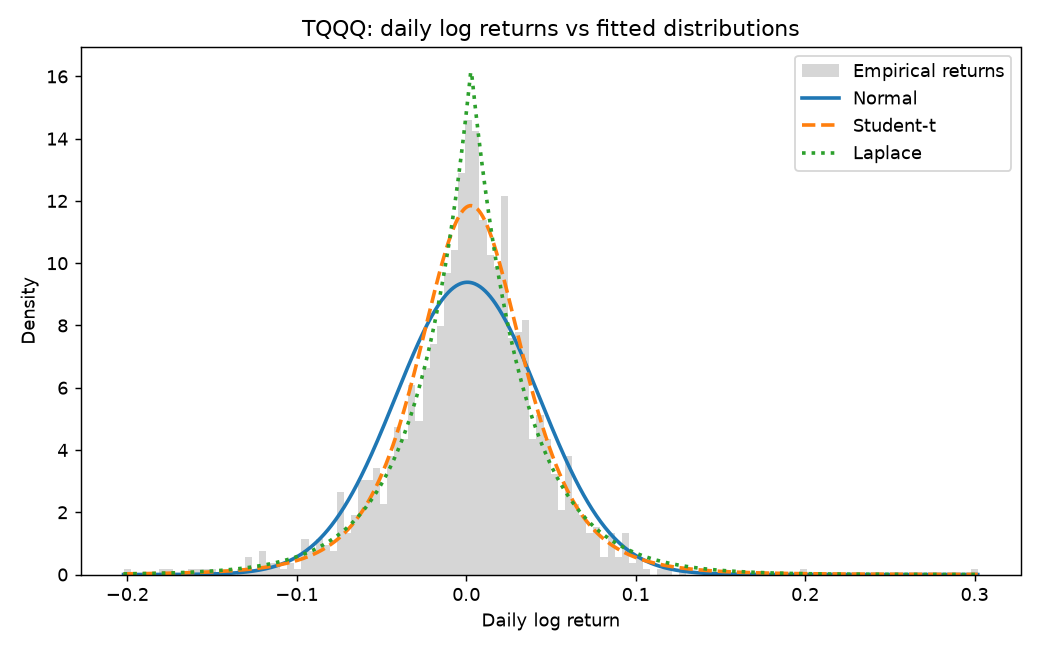 TQQQ: daily log returns vs fitted distributions
Empirical returns
Normal
Student-t
Laplace
Density
16
14
12
10
8
6
4
2
0
−0.2
−0.1
0.0
0.1
0.2
0.3
Daily log return